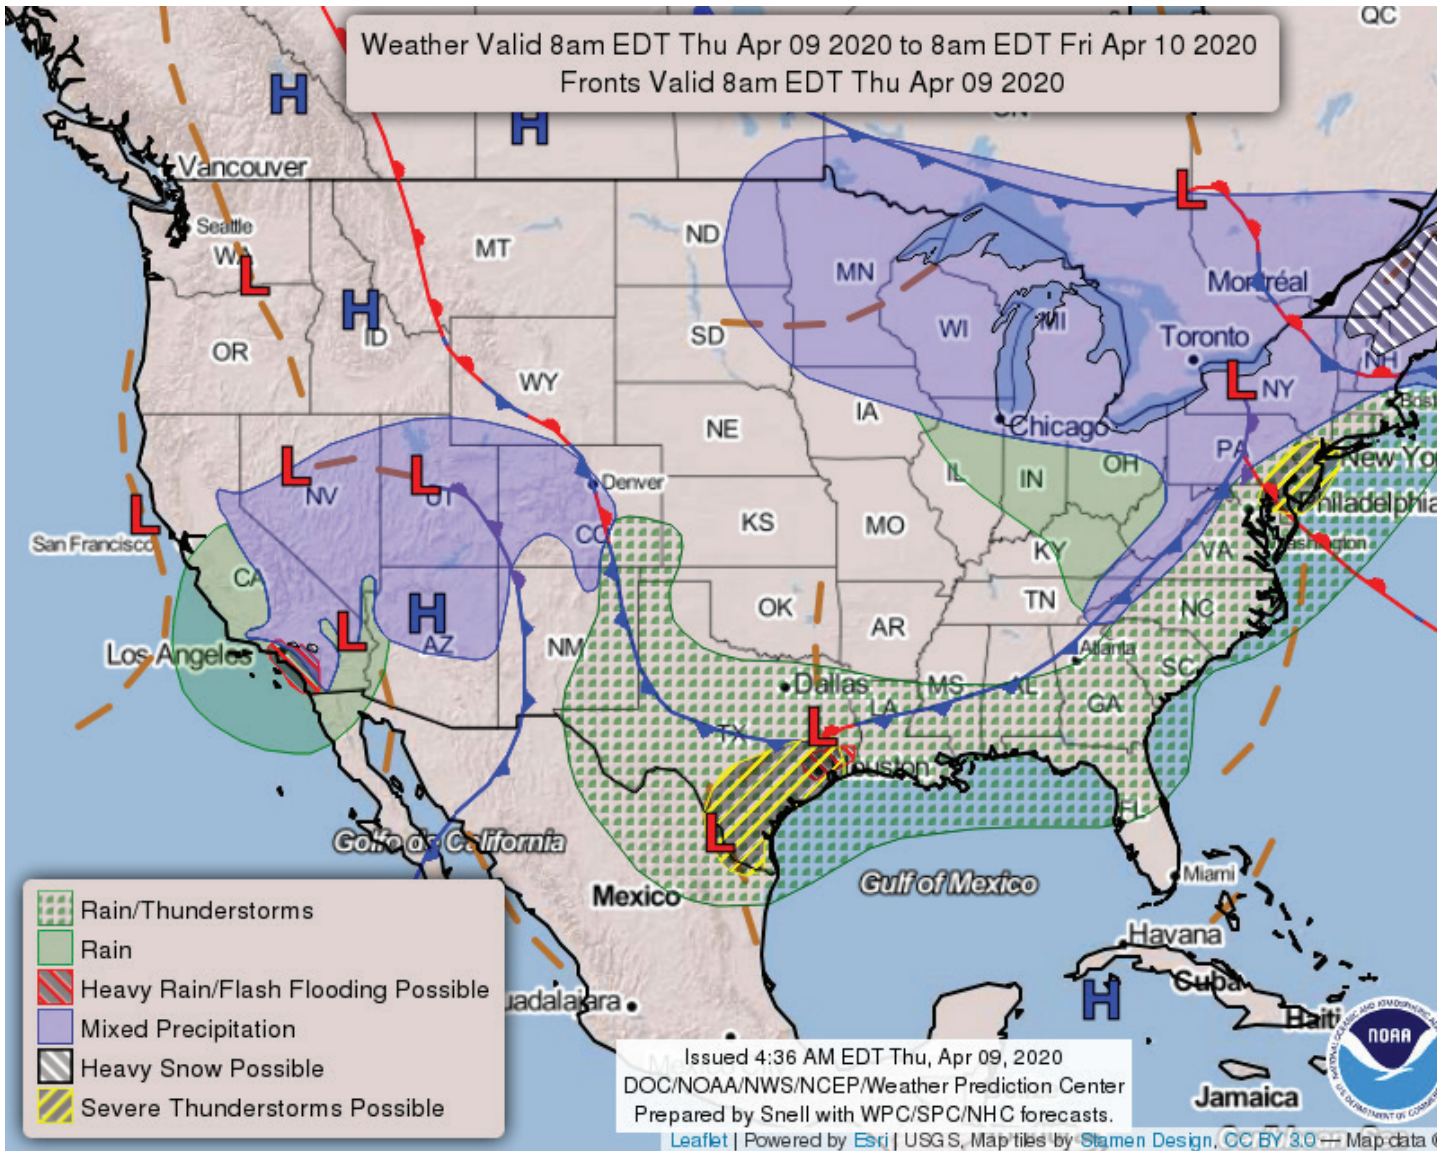 QC
Weather Valid 8am EDT Thu Apr 09 2020 to 8am EDT Fri Apr 10 2020
Fronts Valid 8am EDT Thu Apr 09 2020
H
H
Vancouver
L
Seattle
WA
MT
ND
MN
L
Montréal
H
ID
OR
SD
WI
MI
Toronto
WY
L
NY
NH
IA
NE
Chicago
PA
New Yo
L
NV
L
UT
Denver
IL
IN
OH
Philadelphia
L
San Francisco
CO
KS
MO
KY
VA
CA
H
AZ
NM
OK
AR
TN
NC
L
Los Angeles
Atlanta
SC
Dallas
MS
AL
LA
GA
TX
L
Houston
FL
L
Golfo de California
Gulf of Mexico
Miami
Mexico
Havana
Cuba
H
Haiti
NOAA
Rain/Thunderstorms
Rain
Heavy Rain/Flash Flooding Possible
Mixed Precipitation
Heavy Snow Possible
Severe Thunderstorms Possible
uadalajara
Jamaica
Issued 4:36 AM EDT Thu, Apr 09, 2020
DOC/NOAA/NWS/NCEP/Weather Prediction Center
Prepared by Snell with WPC/SPC/NHC forecasts.
Leaflet | Powered by Esri | USGS, Map tiles by Stamen Design, CC BY 3.0 — Map data ©